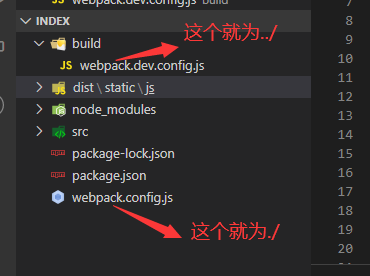 webpack.dev.config.js build
INDEX
build
这个就为../
JS webpack.dev.config.js
dist\static\js
node_modules
src
package-lock.json
package.json
webpack.config.js
这个就为./
8
9
10
11
12
13
14
15
16
17
18
19
20